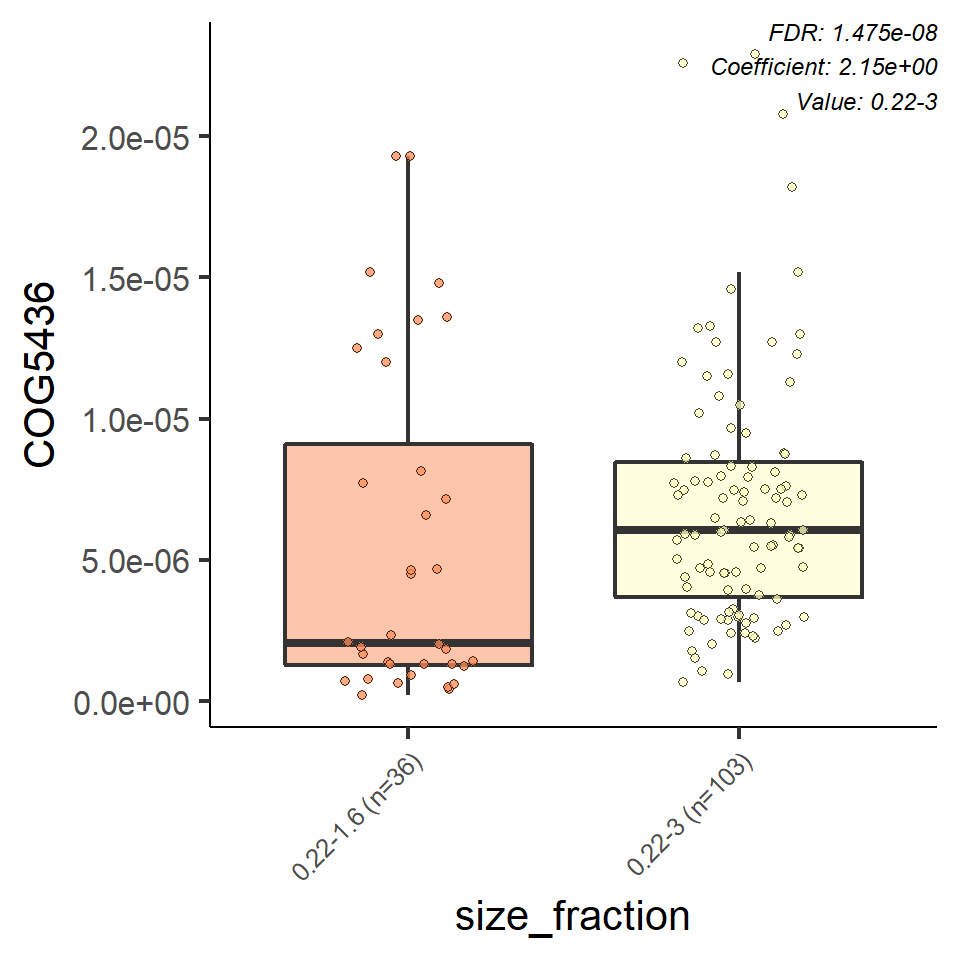 FDR: 1.475e-08
Coefficient: 2.15e+00
Value: 0.22-3
COG5436
2.0e-05
1.5e-05
1.0e-05
5.0e-06
0.0e+00
0.22-1.6 (n=36)
0.22-3 (n=103)
size_fraction